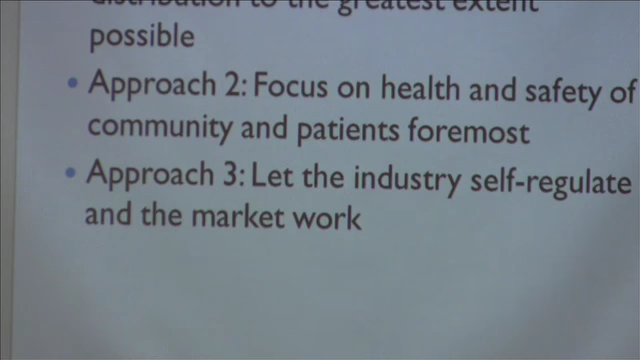 distribution to the greatest extent
possible
• Approach 2: Focus on health and safety of
community and patients foremost
• Approach 3: Let the industry self-regulate
and the market work